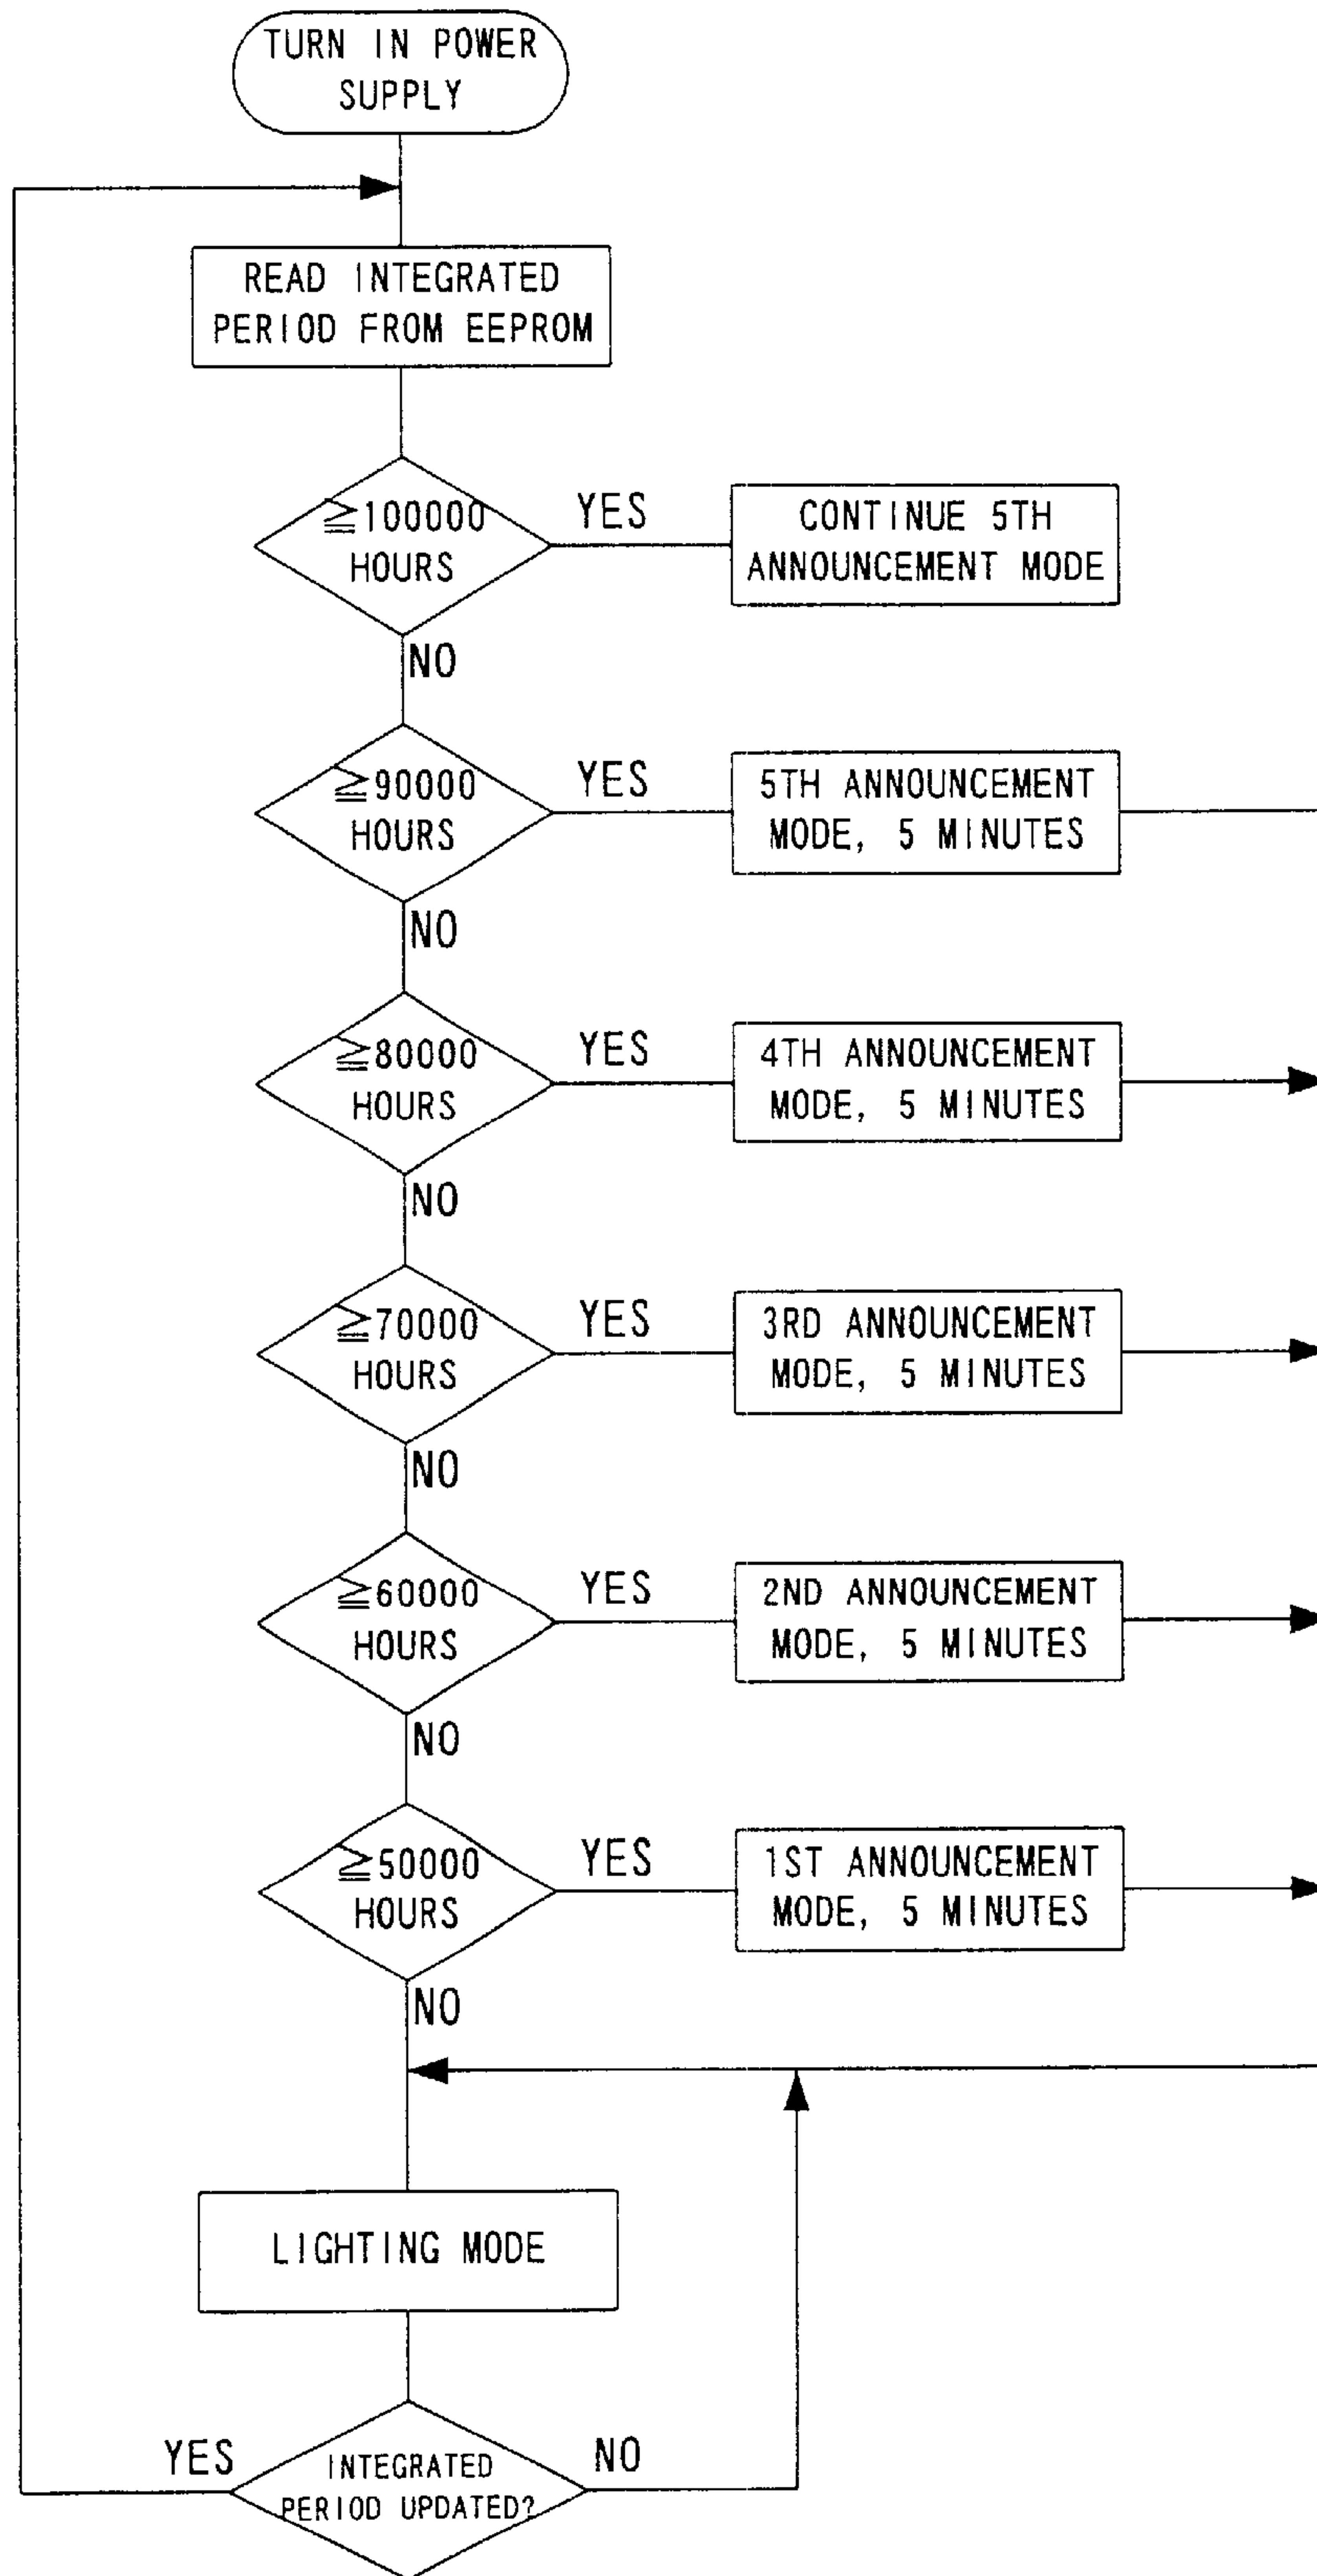 TURN IN POWER
SUPPLY
READ INTEGRATED
PERIOD FROM EEPROM
≧100000
HOURS
YES
CONTINUE 5TH
ANNOUNCEMENT MODE
NO
≧90000
HOURS
YES
5TH ANNOUNCEMENT
MODE, 5 MINUTES
NO
≧80000
HOURS
YES
4TH ANNOUNCEMENT
MODE, 5 MINUTES
NO
≧70000
HOURS
YES
3RD ANNOUNCEMENT
MODE, 5 MINUTES
NO
≧60000
HOURS
YES
2ND ANNOUNCEMENT
MODE, 5 MINUTES
NO
≧50000
HOURS
YES
1ST ANNOUNCEMENT
MODE, 5 MINUTES
NO
LIGHTING MODE
YES
INTEGRATED
PERIOD UPDATED?
NO